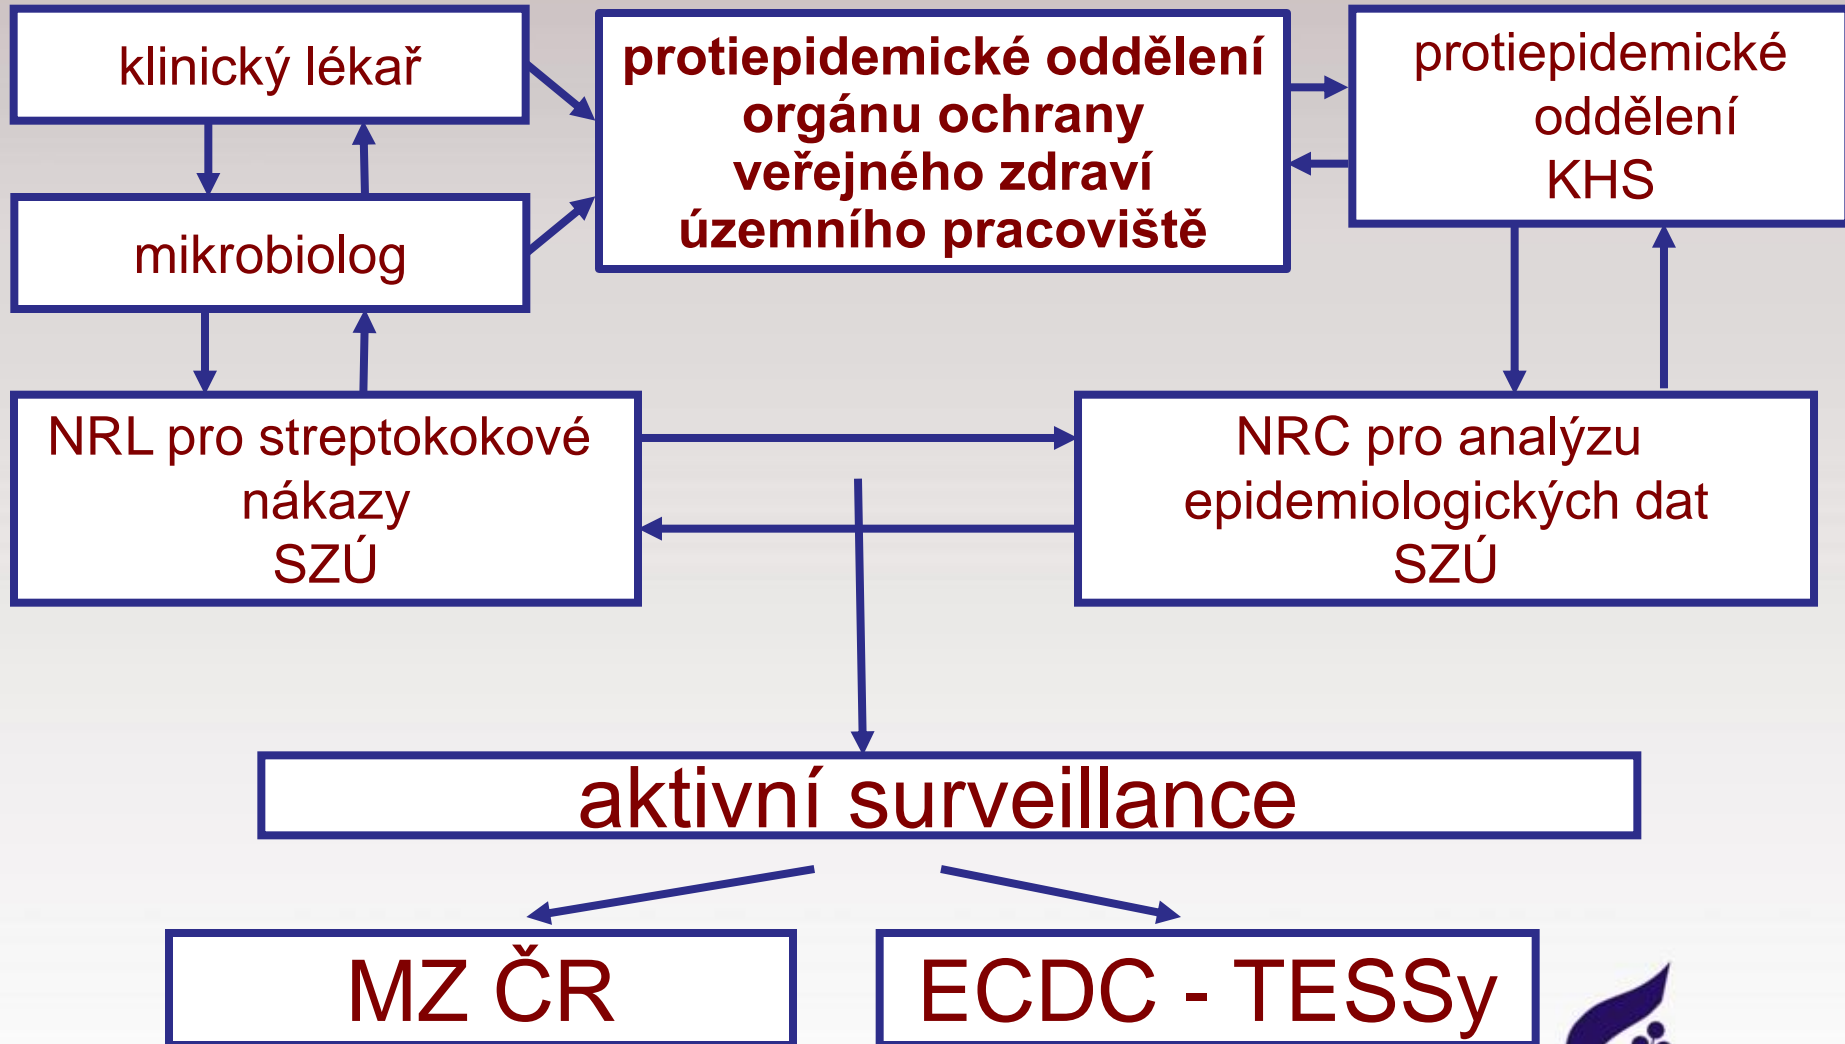 klinický lékař
protiepidemické oddělení
orgánu ochrany
veřejného zdraví
územního pracoviště
protiepidemické
oddělení
KHS
mikrobiolog
NRL pro streptokokové
nákazy
SZÚ
NRC pro analýzu
epidemiologických dat
SZÚ
aktivní surveillance
MZ ČR
ECDC - TESSy